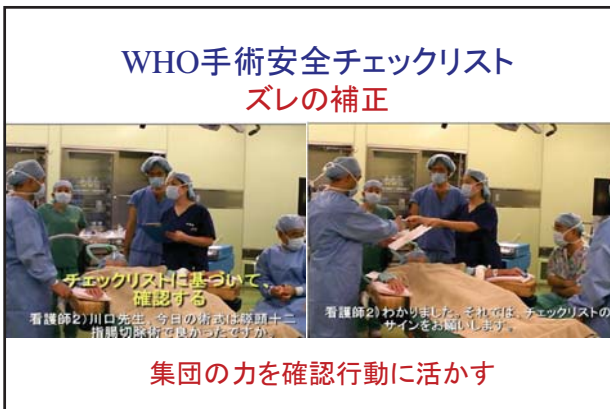 WHO手術安全チェックリスト
ズレの補正
チェックリストに基づいて、
確認する
看護師2)川口先生、今日の術式は膵頭十二
指腸切除術で良かったですか。
看護師2)わかりました。それでは、チェックリストの
サインをお願いします。
集団の力を確認行動に活かす